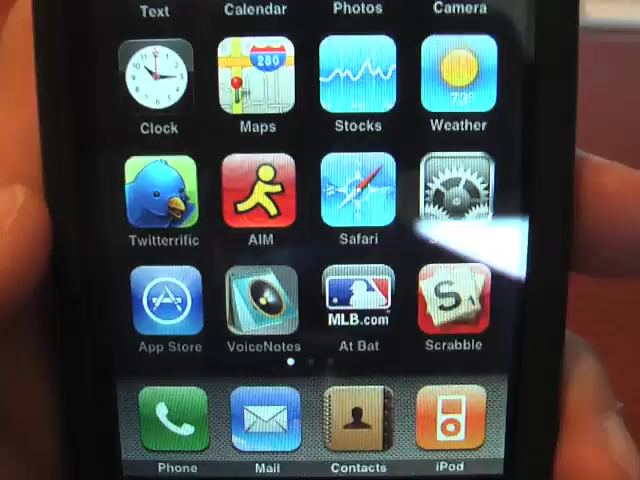 Text Calendar Photos Camera
280
73°
Clock Maps Stocks Weather
Twitterrific AIM Safari
MLB.com
S
App Store VoiceNotes At Bat Scrabble
Phone Mail Contacts iPod